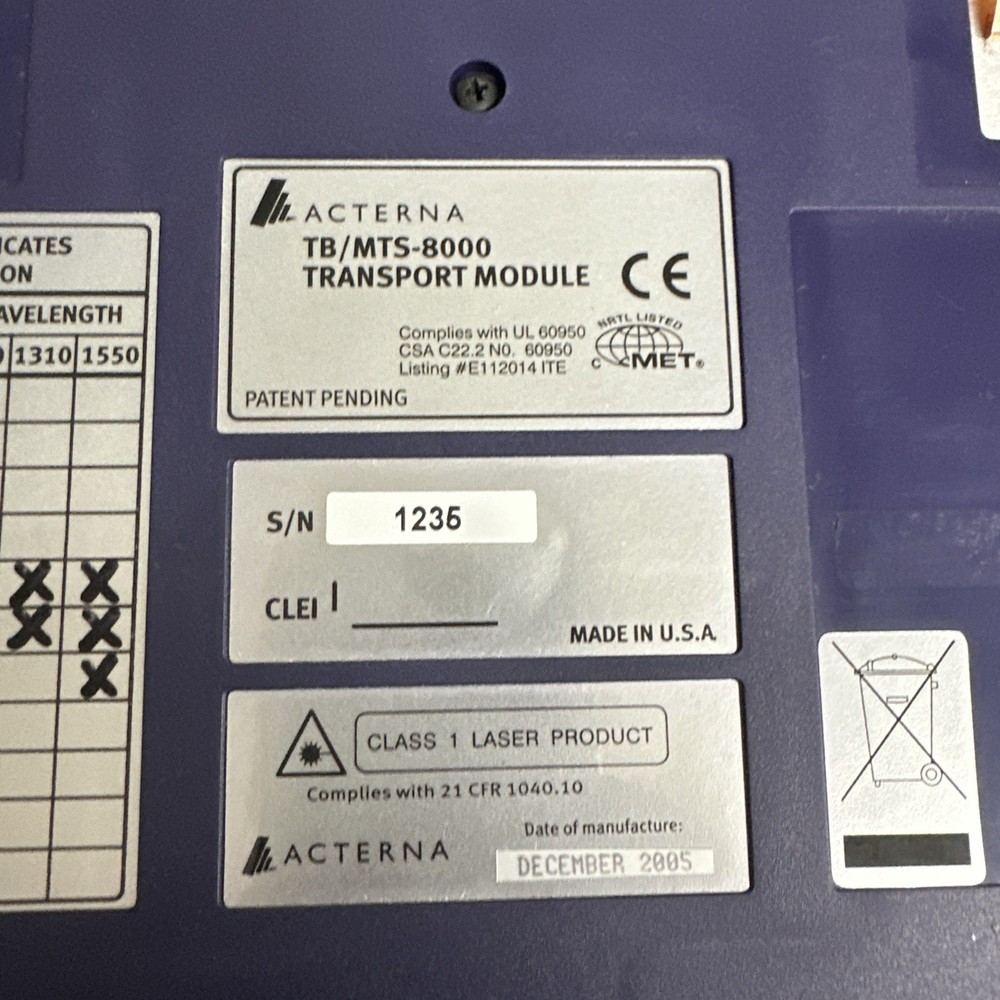 ICATES
ON
AVELENGTH
1310 1550
X X
X X
X
ACTERNA
TB/MTS-8000
TRANSPORT MODULE
CE
Complies with UL 60950
CSA C22.2 NO. 60950
Listing #E112014 ITE
NRTL LISTED
C MET®
PATENT PENDING
S/N 1235
CLEI
MADE IN U.S.A.
CLASS 1 LASER PRODUCT
Complies with 21 CFR 1040.10
Date of manufacture:
ACTERNA
DECEMBER 2005